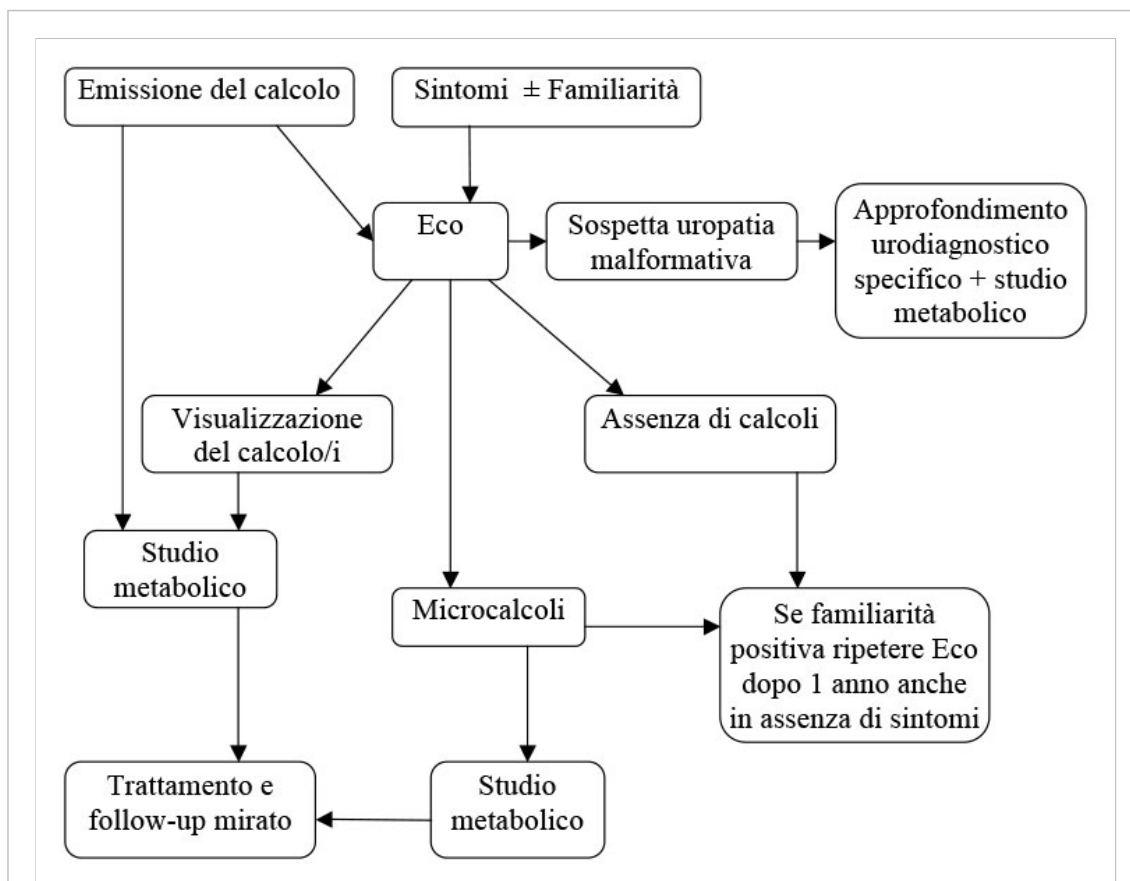 Emissione del calcolo
Sintomi ± Familiarità
Eco
Sospetta uropatia
malformativa
Approfondimento
urodiagnostico
specifico + studio
metabolico
Visualizzazione
del calcolo/i
Assenza di calcoli
Studio
metabolico
Microcalcoli
Se familiarità
positiva ripetere Eco
dopo 1 anno anche
in assenza di sintomi
Trattamento e
follow-up mirato
Studio
metabolico